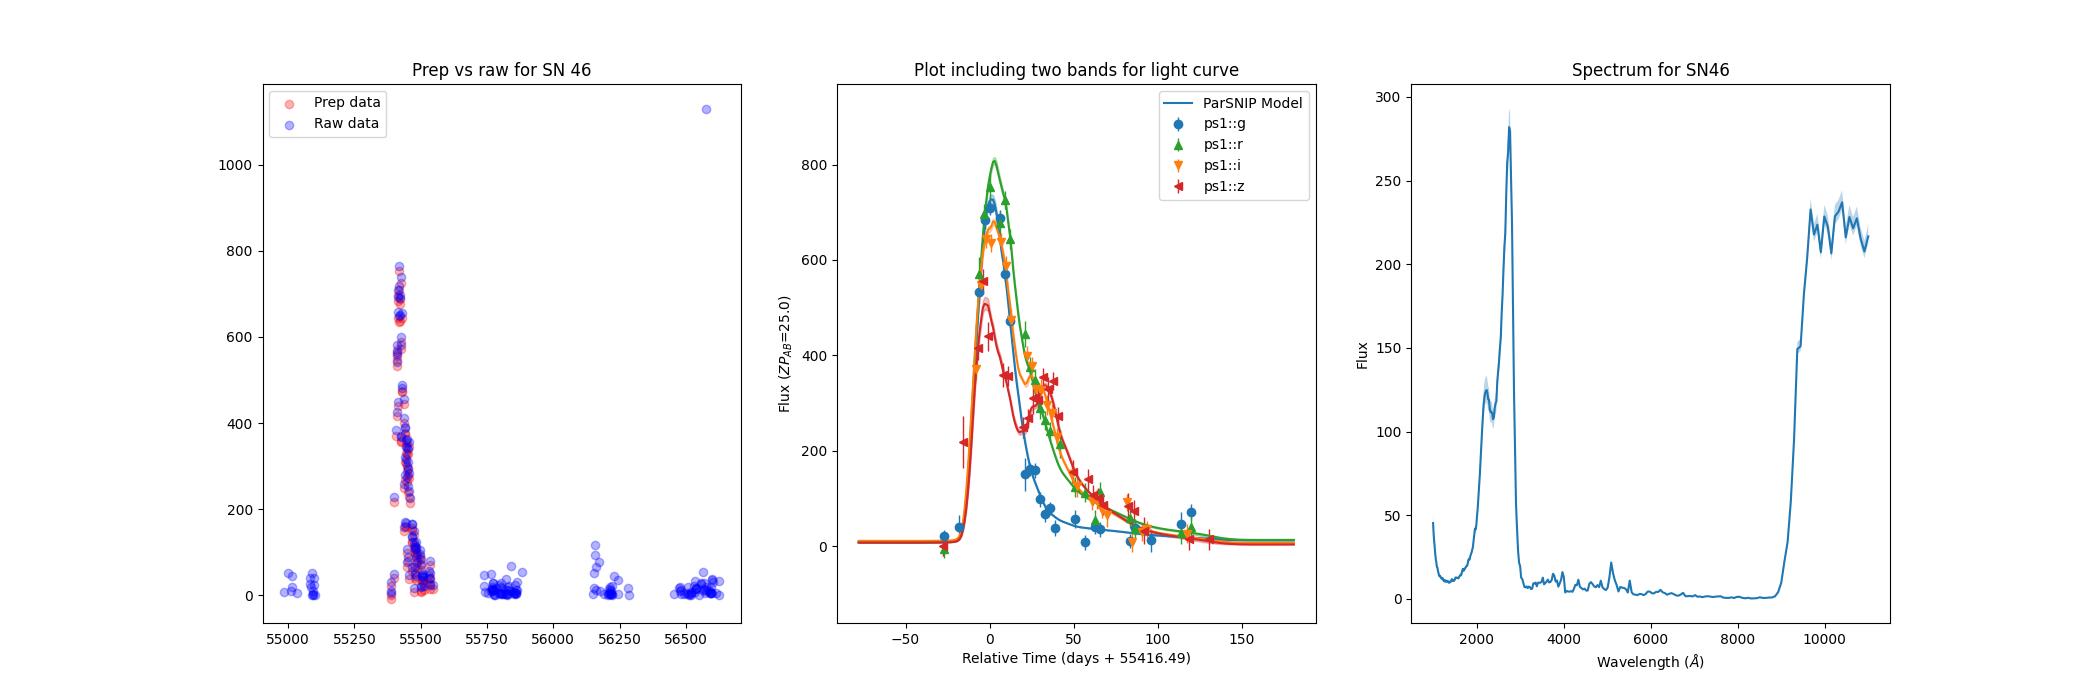 Prep vs raw for SN 46
Prep data
Raw data
1000
800
600
400
200
0
55000 55250 55500 55750 56000 56250 56500
Plot including two bands for light curve
ParSNIP Model
ps1::g
ps1::r
ps1::i
ps1::z
Flux (ZP_AB=25.0)
800
600
400
200
0
−50 0 50 100 150
Relative Time (days + 55416.49)
Spectrum for SN46
Flux
300
250
200
150
100
50
0
2000 4000 6000 8000 10000
Wavelength (Å)